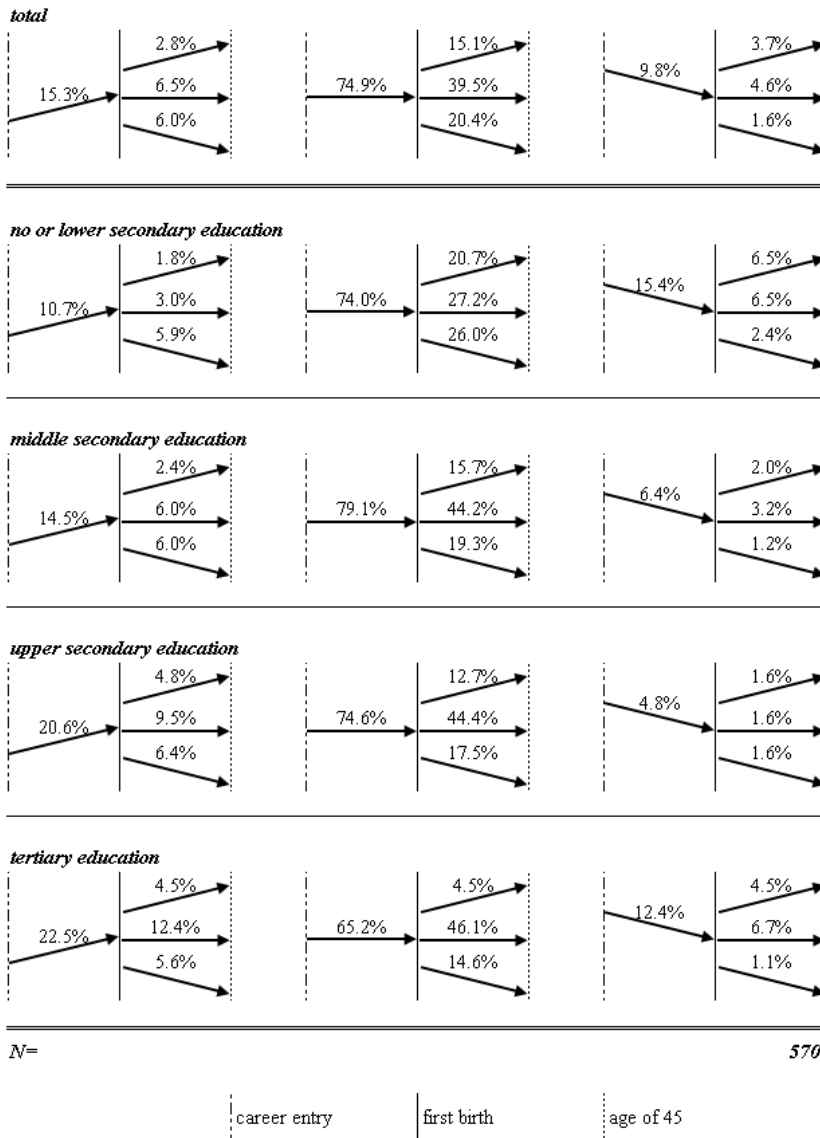 total
2.8% 15.1% 3.7%
15.3% 6.5% 74.9% 39.5% 9.8% 4.6%
6.0% 20.4% 1.6%
no or lower secondary education
1.8% 20.7% 6.5%
10.7% 3.0% 74.0% 27.2% 15.4% 6.5%
5.9% 26.0% 2.4%
middle secondary education
2.4% 15.7% 2.0%
14.5% 6.0% 79.1% 44.2% 6.4% 3.2%
6.0% 19.3% 1.2%
upper secondary education
4.8% 12.7% 1.6%
20.6% 9.5% 74.6% 44.4% 4.8% 1.6%
6.4% 17.5% 1.6%
tertiary education
4.5% 4.5% 4.5%
22.5% 12.4% 65.2% 46.1% 12.4% 6.7%
5.6% 14.6% 1.1%
N= 570
career entry first birth age of 45